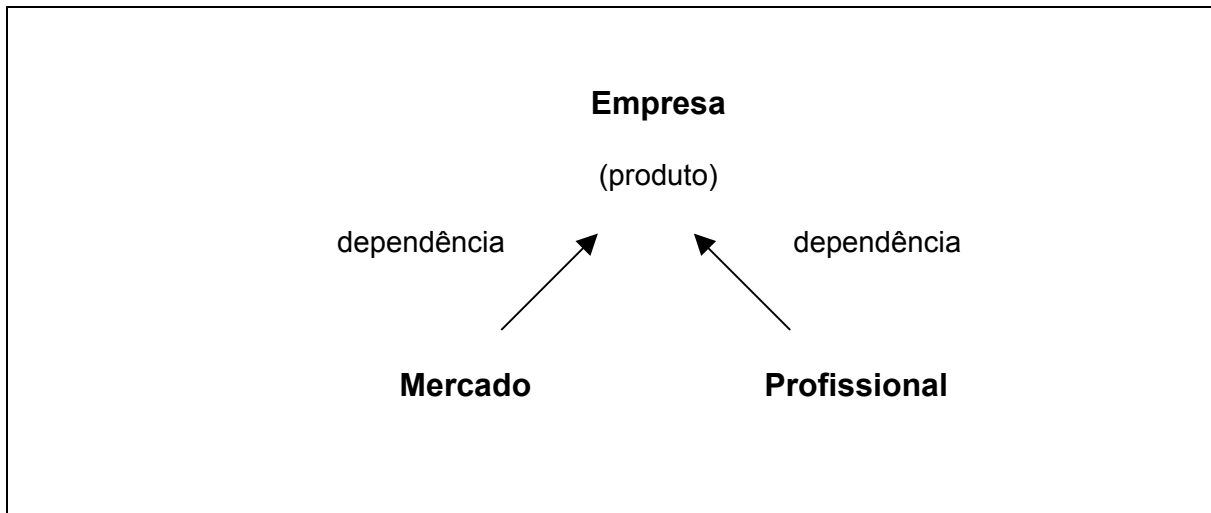 Empresa
(produto)
dependência dependência
Mercado Profissional